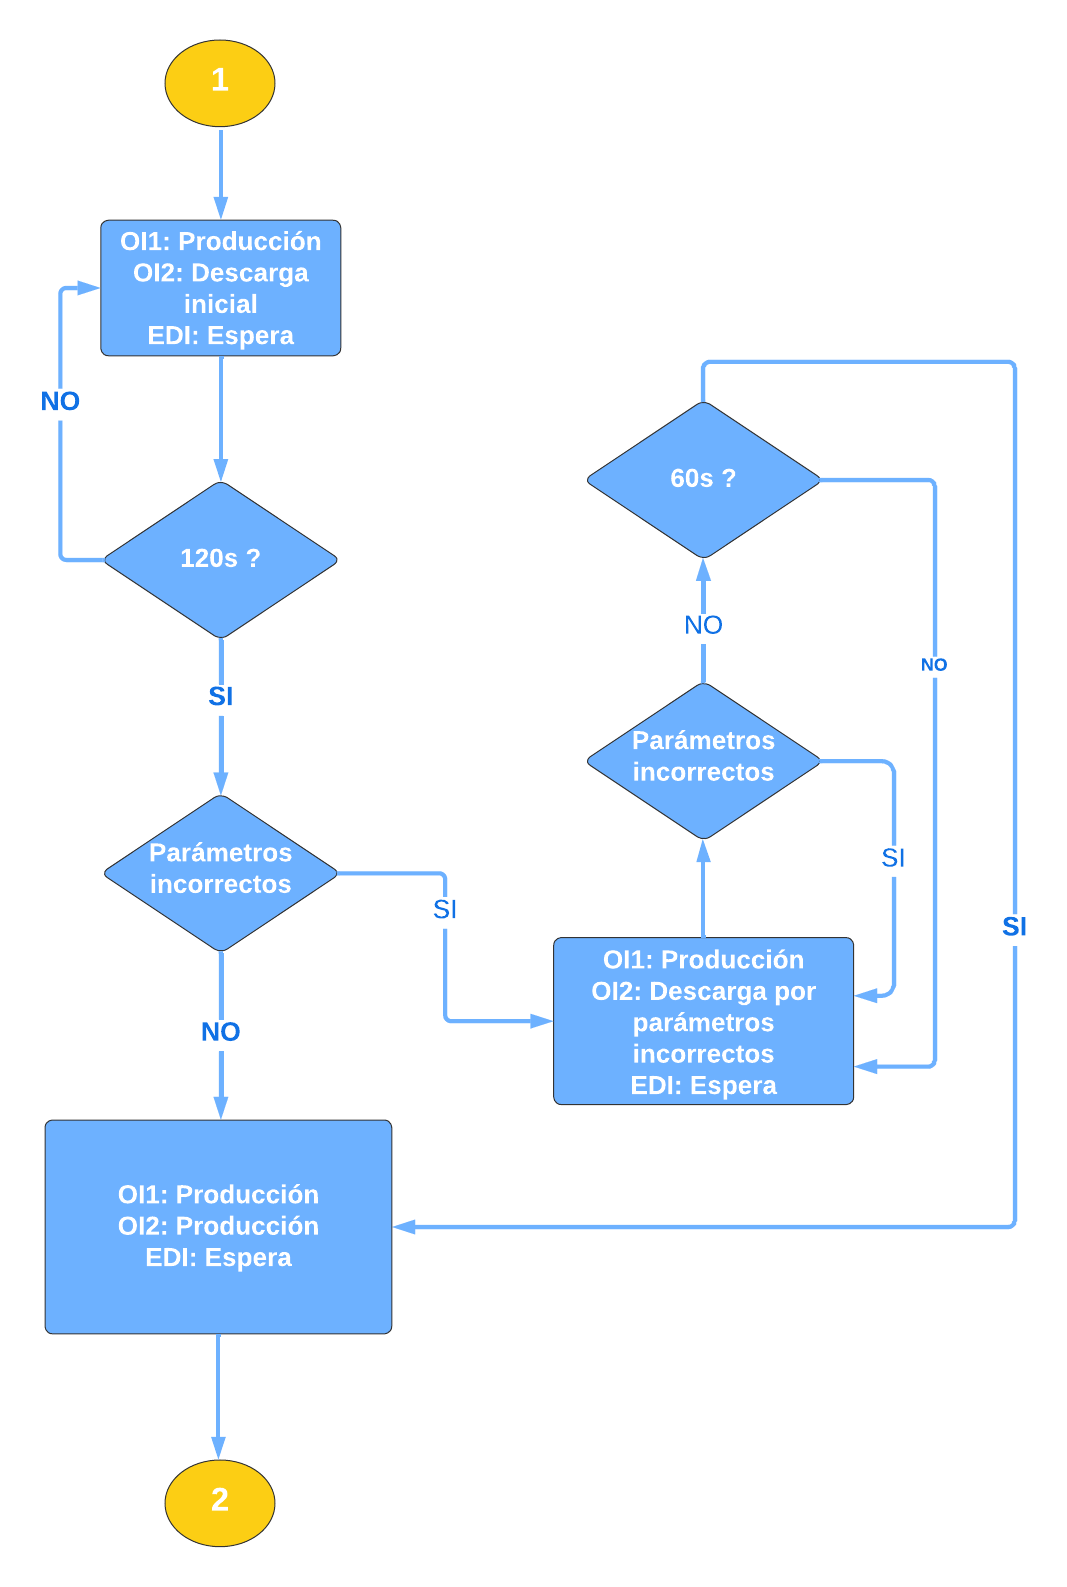 1
OI1: Producción
OI2: Descarga
inicial
EDI: Espera
NO
120s ?
SI
Parámetros
incorrectos
SI
NO
OI1: Producción
OI2: Producción
EDI: Espera
2
60s ?
NO
NO
Parámetros
incorrectos
SI
SI
OI1: Producción
OI2: Descarga por
parámetros
incorrectos
EDI: Espera